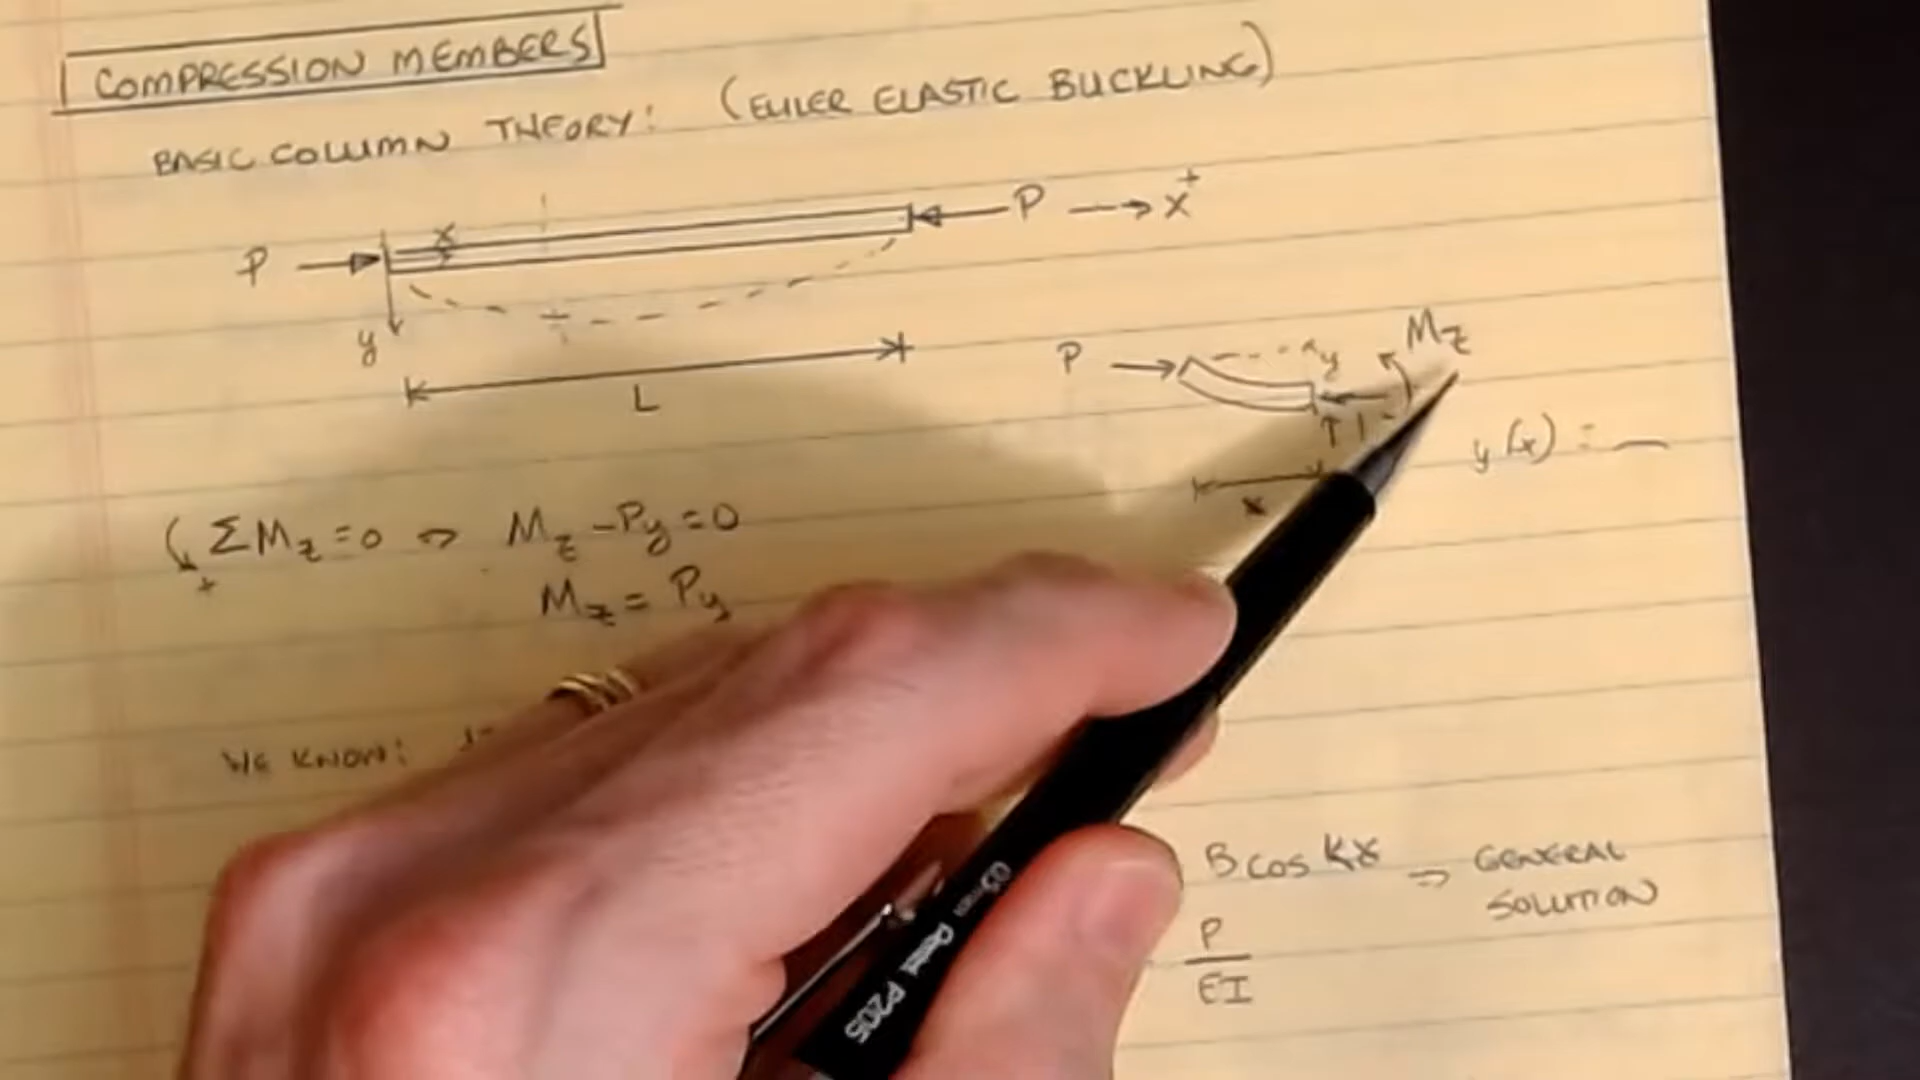 COMPRESSION MEMBERS
BASIC COLUMN THEORY: (EULER ELASTIC BUCKLING)
P x P → x+
y
L
P y Mz
x
y(x) = __
+ ΣMz = 0 ⇒ Mz - Py = 0
Mz = Py
WE KNOW:
B cos kx ⇒ GENERAL
SOLUTION
P
EI
0.5mm Pentel P205